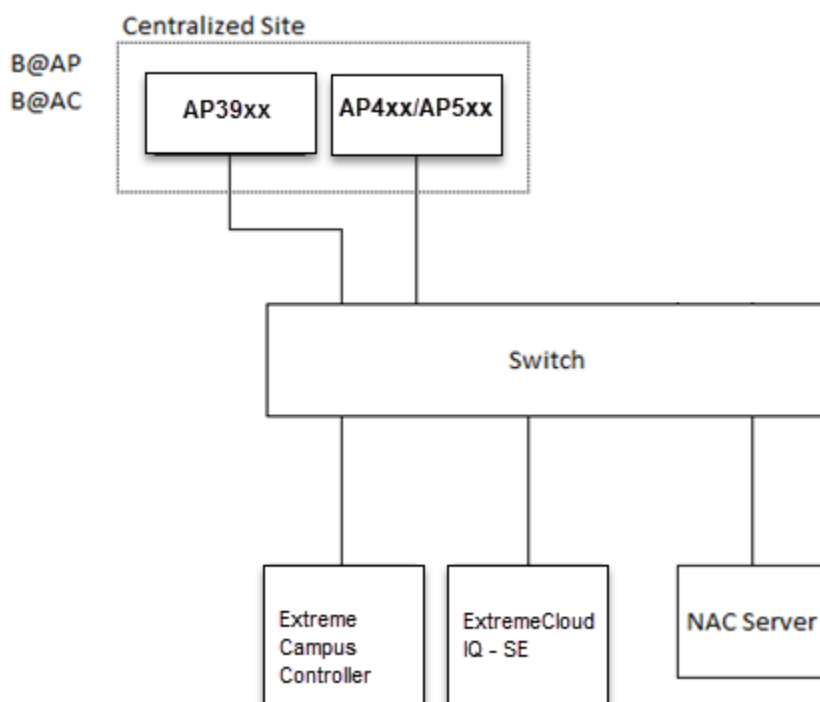 Centralized Site
B@AP
B@AC
AP39xx
AP4xx/AP5xx
Switch
Extreme
Campus
Controller
ExtremeCloud
IQ - SE
NAC Server